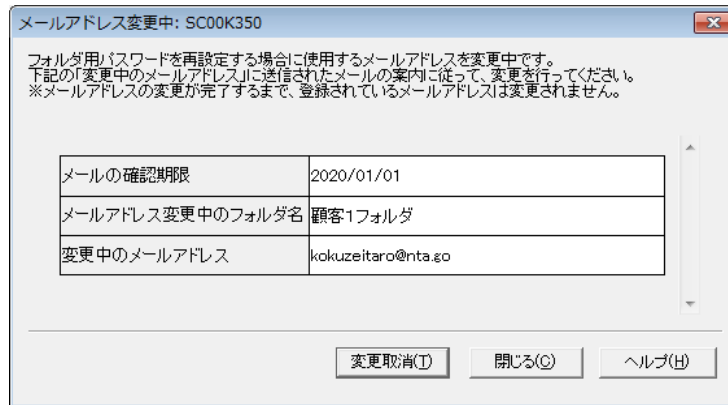 メールアドレス変更中: SC00K350
フォルダ用パスワードを再設定する場合に使用するメールアドレスを変更中です。
下記の「変更中のメールアドレス」に送信されたメールの案内に従って、変更を行ってください。
※メールアドレスの変更が完了するまで、登録されているメールアドレスは変更されません。
メールの確認期限 2020/01/01
メールアドレス変更中のフォルダ名 顧客1フォルダ
変更中のメールアドレス kokuzeitaro@nta.go
変更取消(T) 閉じる(C) ヘルプ(H)